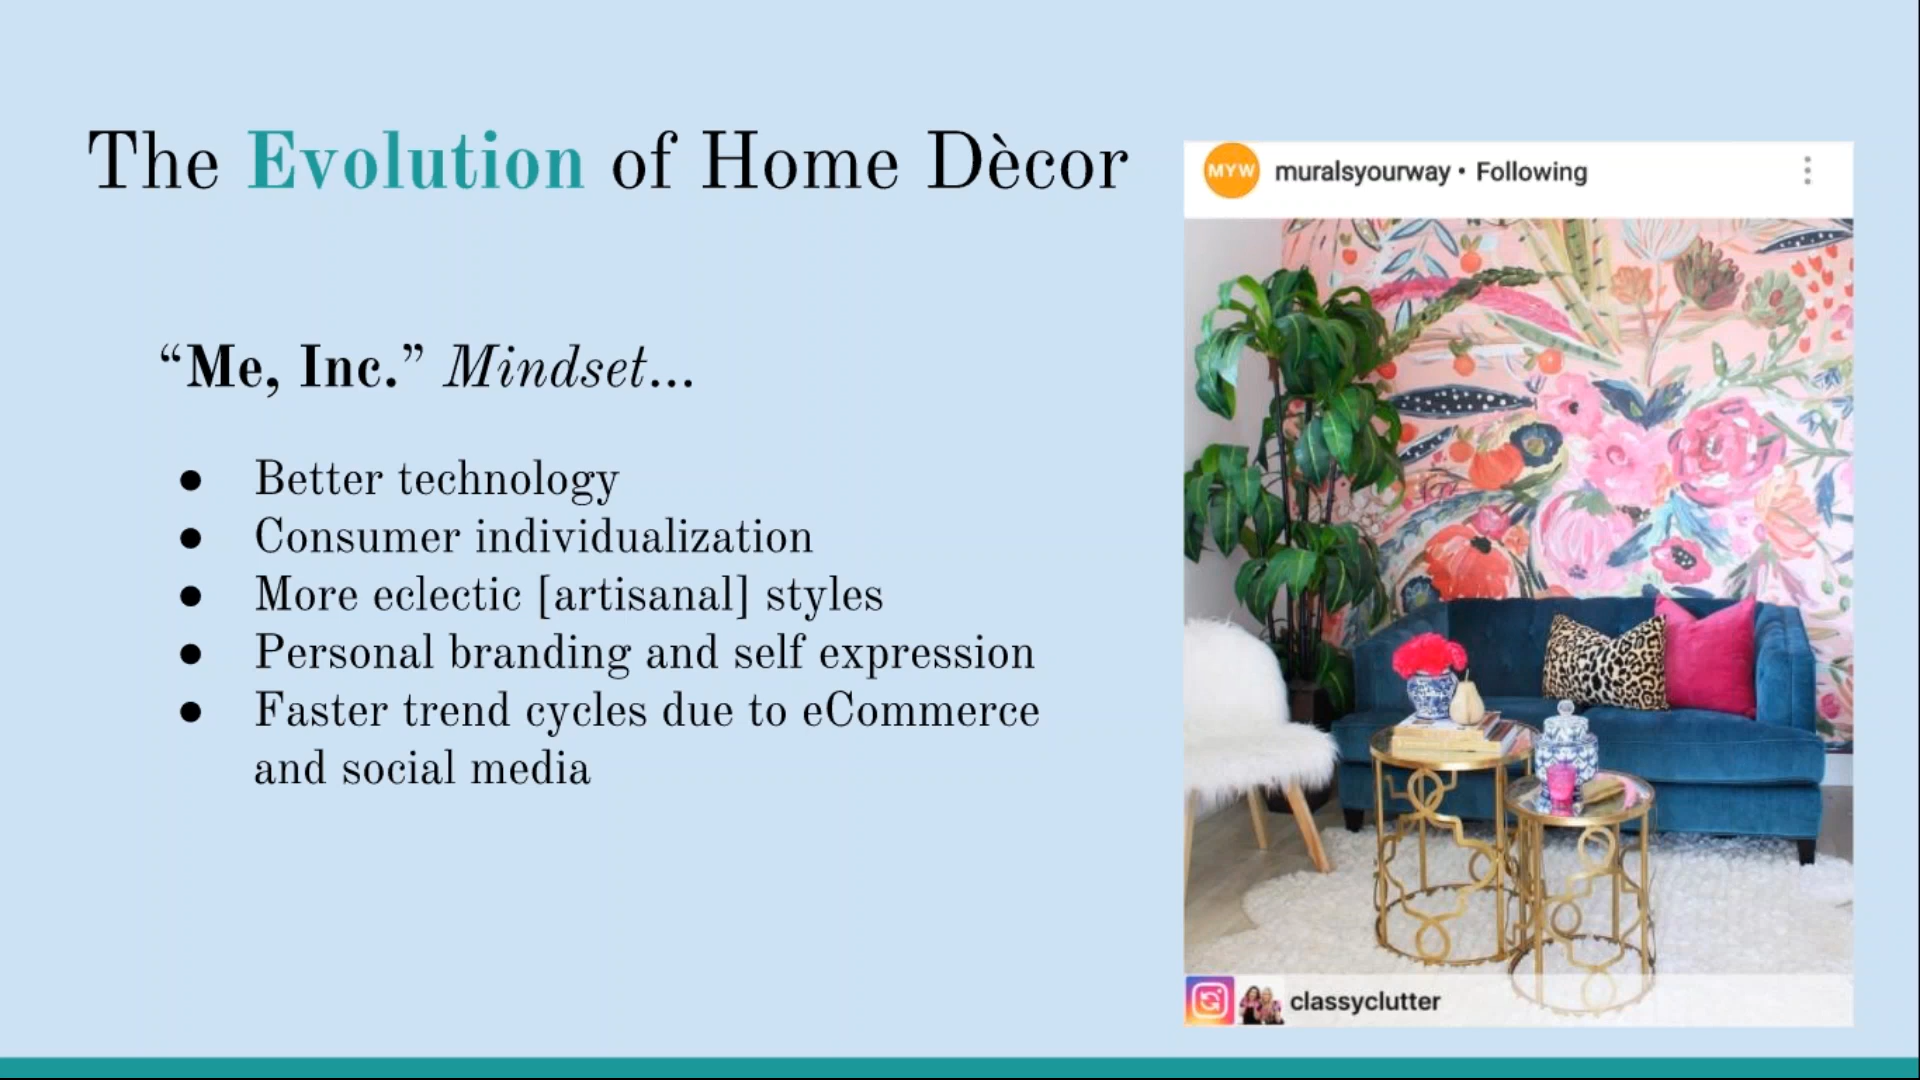 The Evolution of Home Dècor
“Me, Inc.” Mindset...
● Better technology
● Consumer individualization
● More eclectic [artisanal] styles
● Personal branding and self expression
● Faster trend cycles due to eCommerce
and social media
MYW muralsyourway • Following
classyclutter